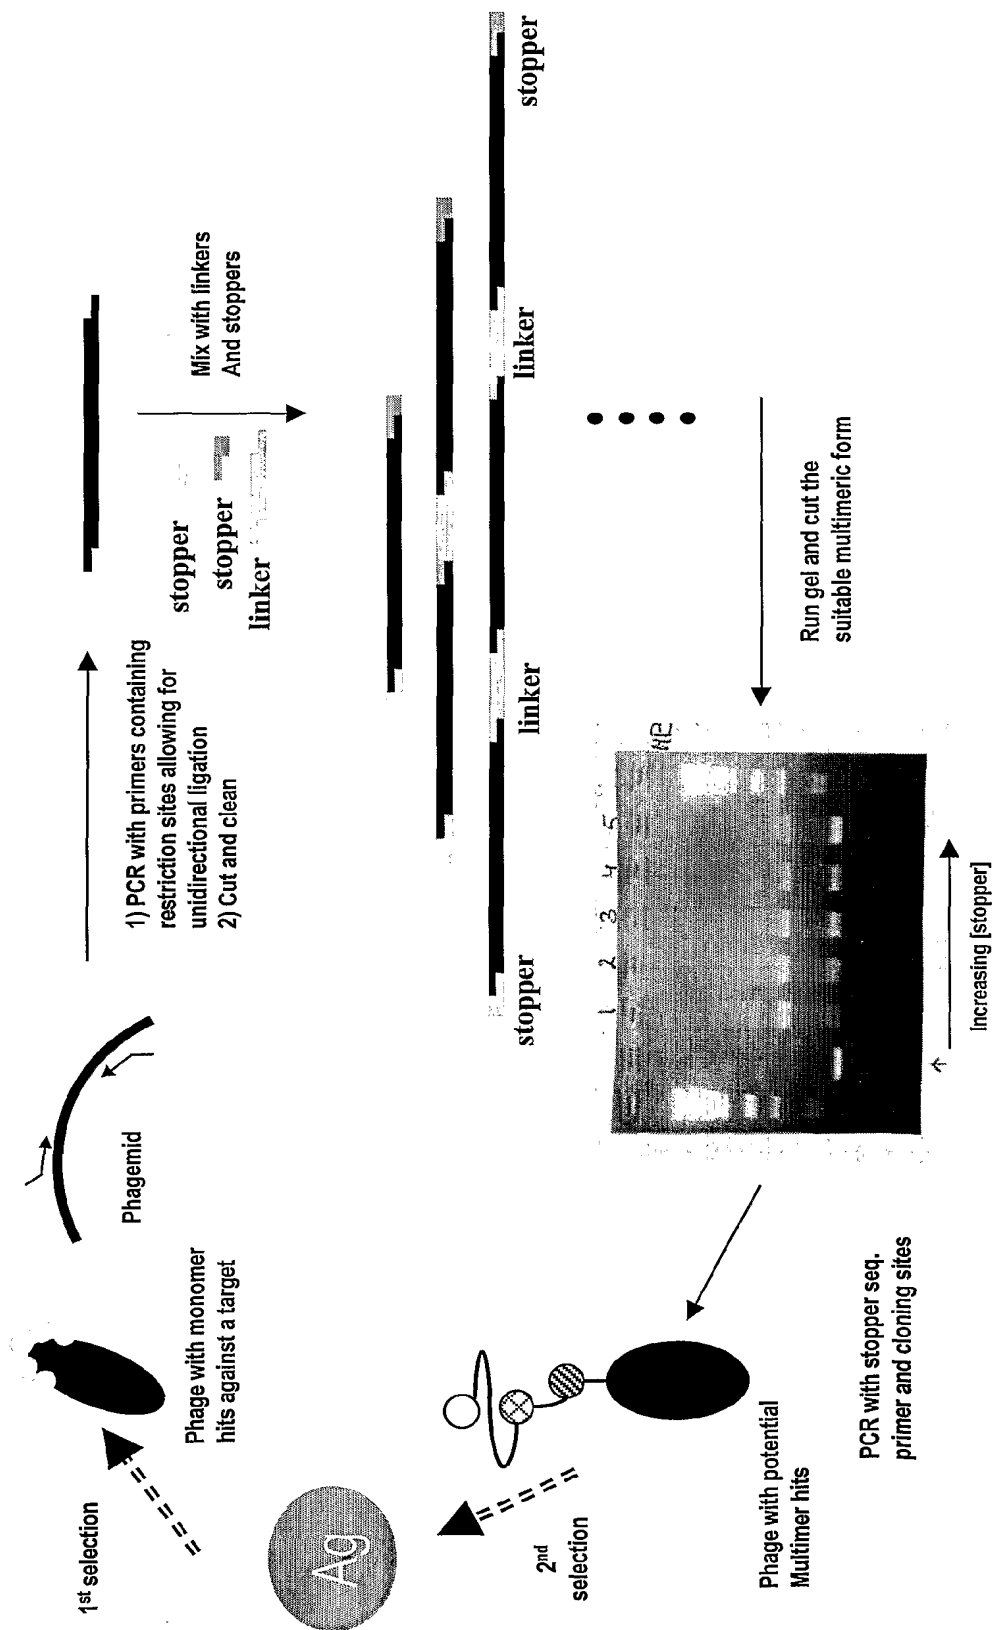 1st selection
Ag
Phage with monomer
hits against a target
Phagemid
1) PCR with primers containing
restriction sites allowing for
unidirectional ligation
2) Cut and clean
Mix with linkers
And stoppers
stopper
stopper
linker
stopper
linker
linker
stopper
Run gel and cut the
suitable multimeric form
1 2 3 4 5
Increasing [stopper]
PCR with stopper seq.
primer and cloning sites
Phage with potential
Multimer hits
2nd
selection